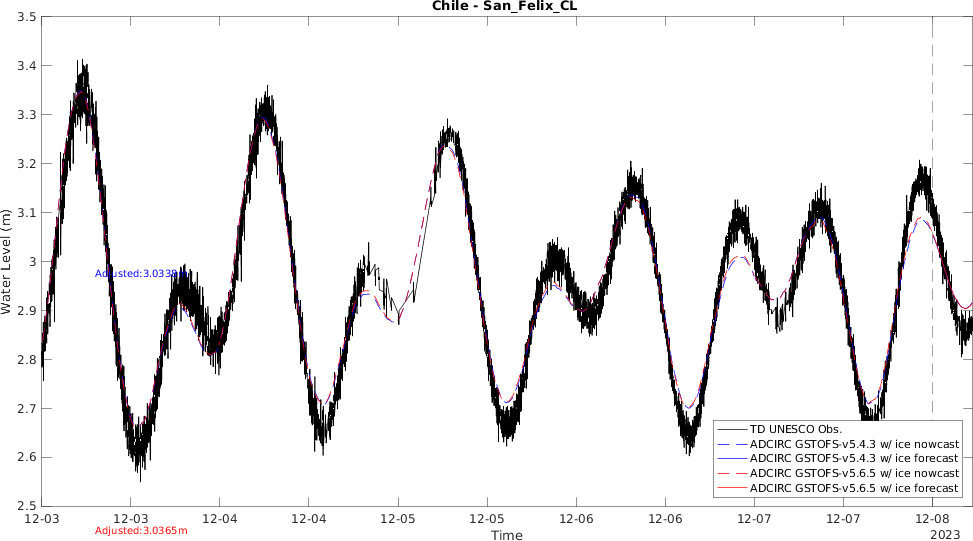 Chile - San_Felix_CL
3.5
3.4
3.3
3.2
3.1
3
2.9
2.8
2.7
2.6
2.5
Water Level (m)
Adjusted:3.0339m
TD UNESCO Obs.
ADCIRC GSTOFS-v5.4.3 w/ ice nowcast
ADCIRC GSTOFS-v5.4.3 w/ ice forecast
ADCIRC GSTOFS-v5.6.5 w/ ice nowcast
ADCIRC GSTOFS-v5.6.5 w/ ice forecast
12-03 12-03 12-04 12-04 12-05 12-05 12-06 12-06 12-07 12-07 12-08
Adjusted:3.0365m
Time
2023